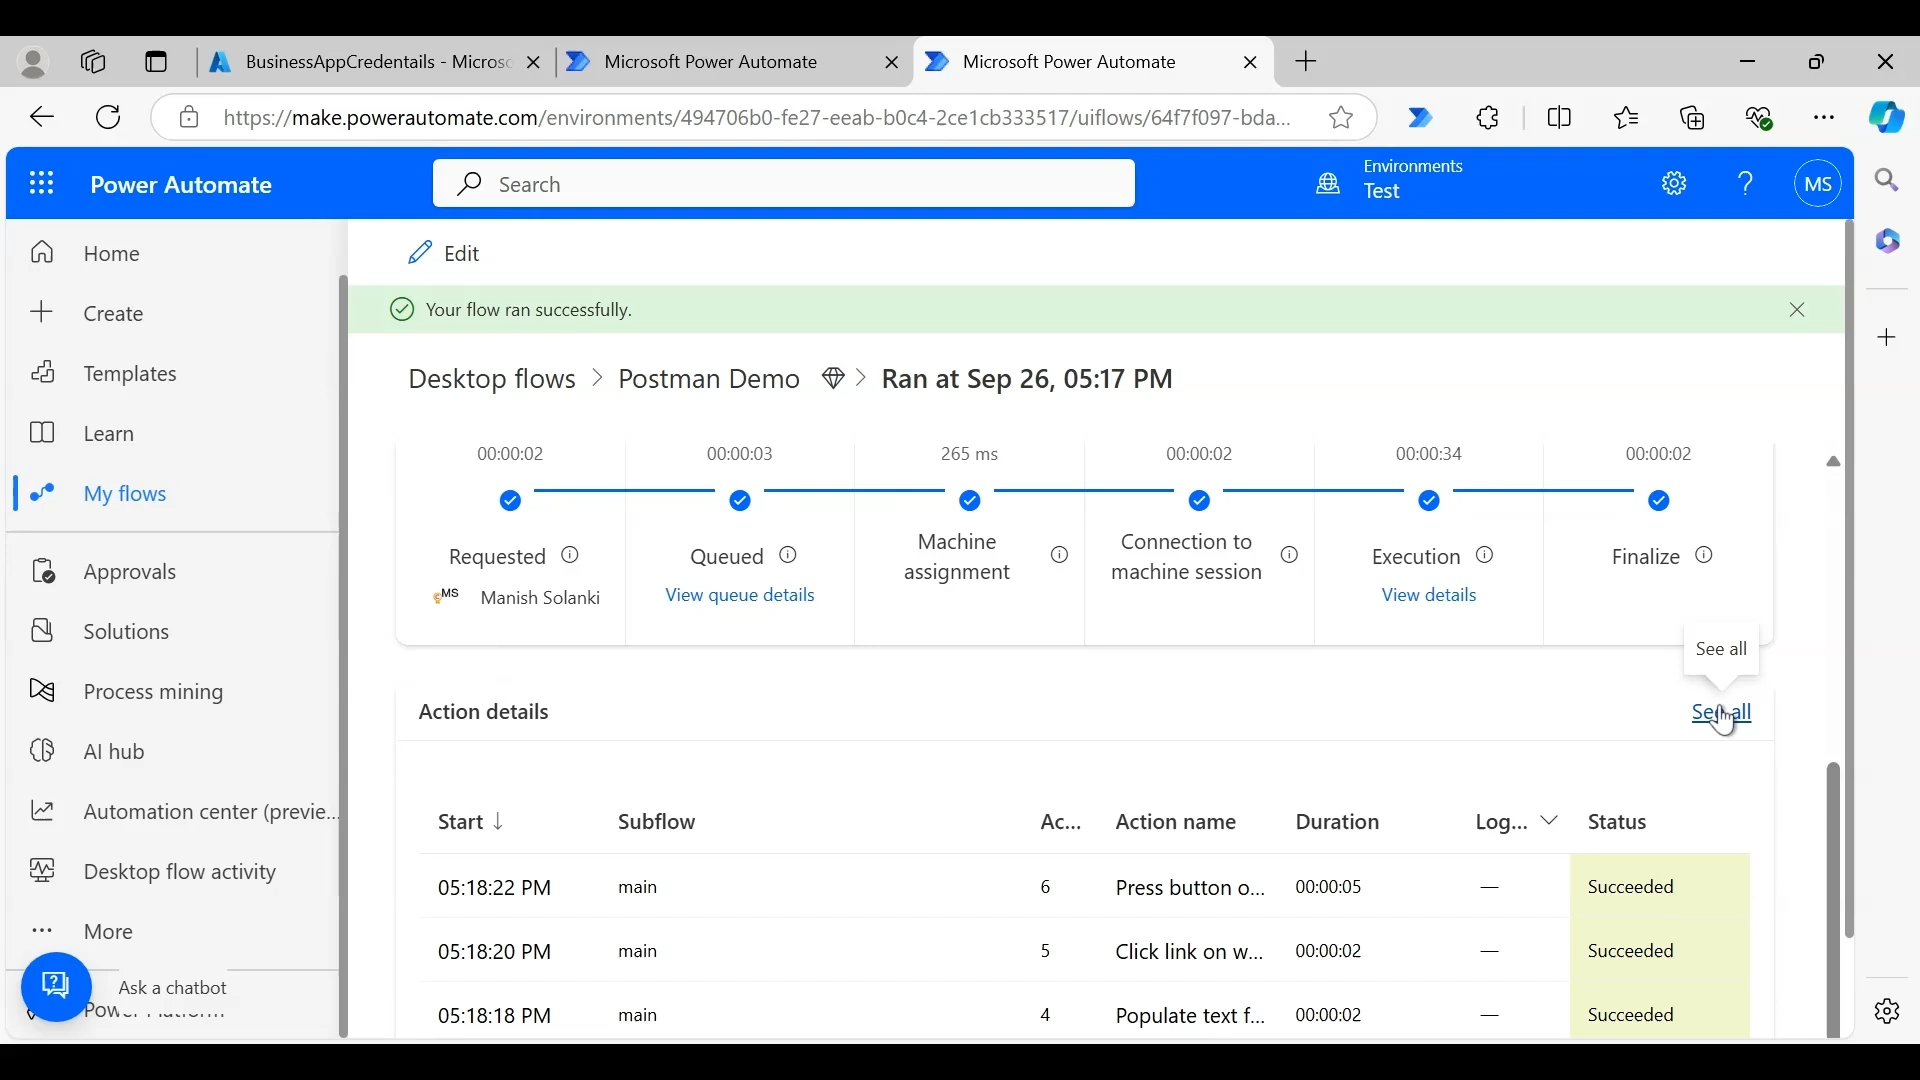 BusinessAppCredentails - Microsc
Microsoft Power Automate
Microsoft Power Automate
https://make.powerautomate.com/environments/494706b0-fe27-eeab-b0c4-2ce1cb333517/uiflows/64f7f097-bda...
Power Automate
Search
Environments
Test
MS
Home
Create
Templates
Learn
My flows
Approvals
Solutions
Process mining
AI hub
Automation center (previe...
Desktop flow activity
More
Ask a chatbot
Edit
Your flow ran successfully.
Desktop flows > Postman Demo > Ran at Sep 26, 05:17 PM
00:00:02 00:00:03 265 ms 00:00:02 00:00:34 00:00:02
Requested
MS Manish Solanki
Queued
View queue details
Machine
assignment
Connection to
machine session
Execution
View details
Finalize
See all
Action details
See all
Start ↓ Subflow Ac... Action name Duration Log... Status
05:18:22 PM main 6 Press button o... 00:00:05 — Succeeded
05:18:20 PM main 5 Click link on w... 00:00:02 — Succeeded
05:18:18 PM main 4 Populate text f... 00:00:02 — Succeeded